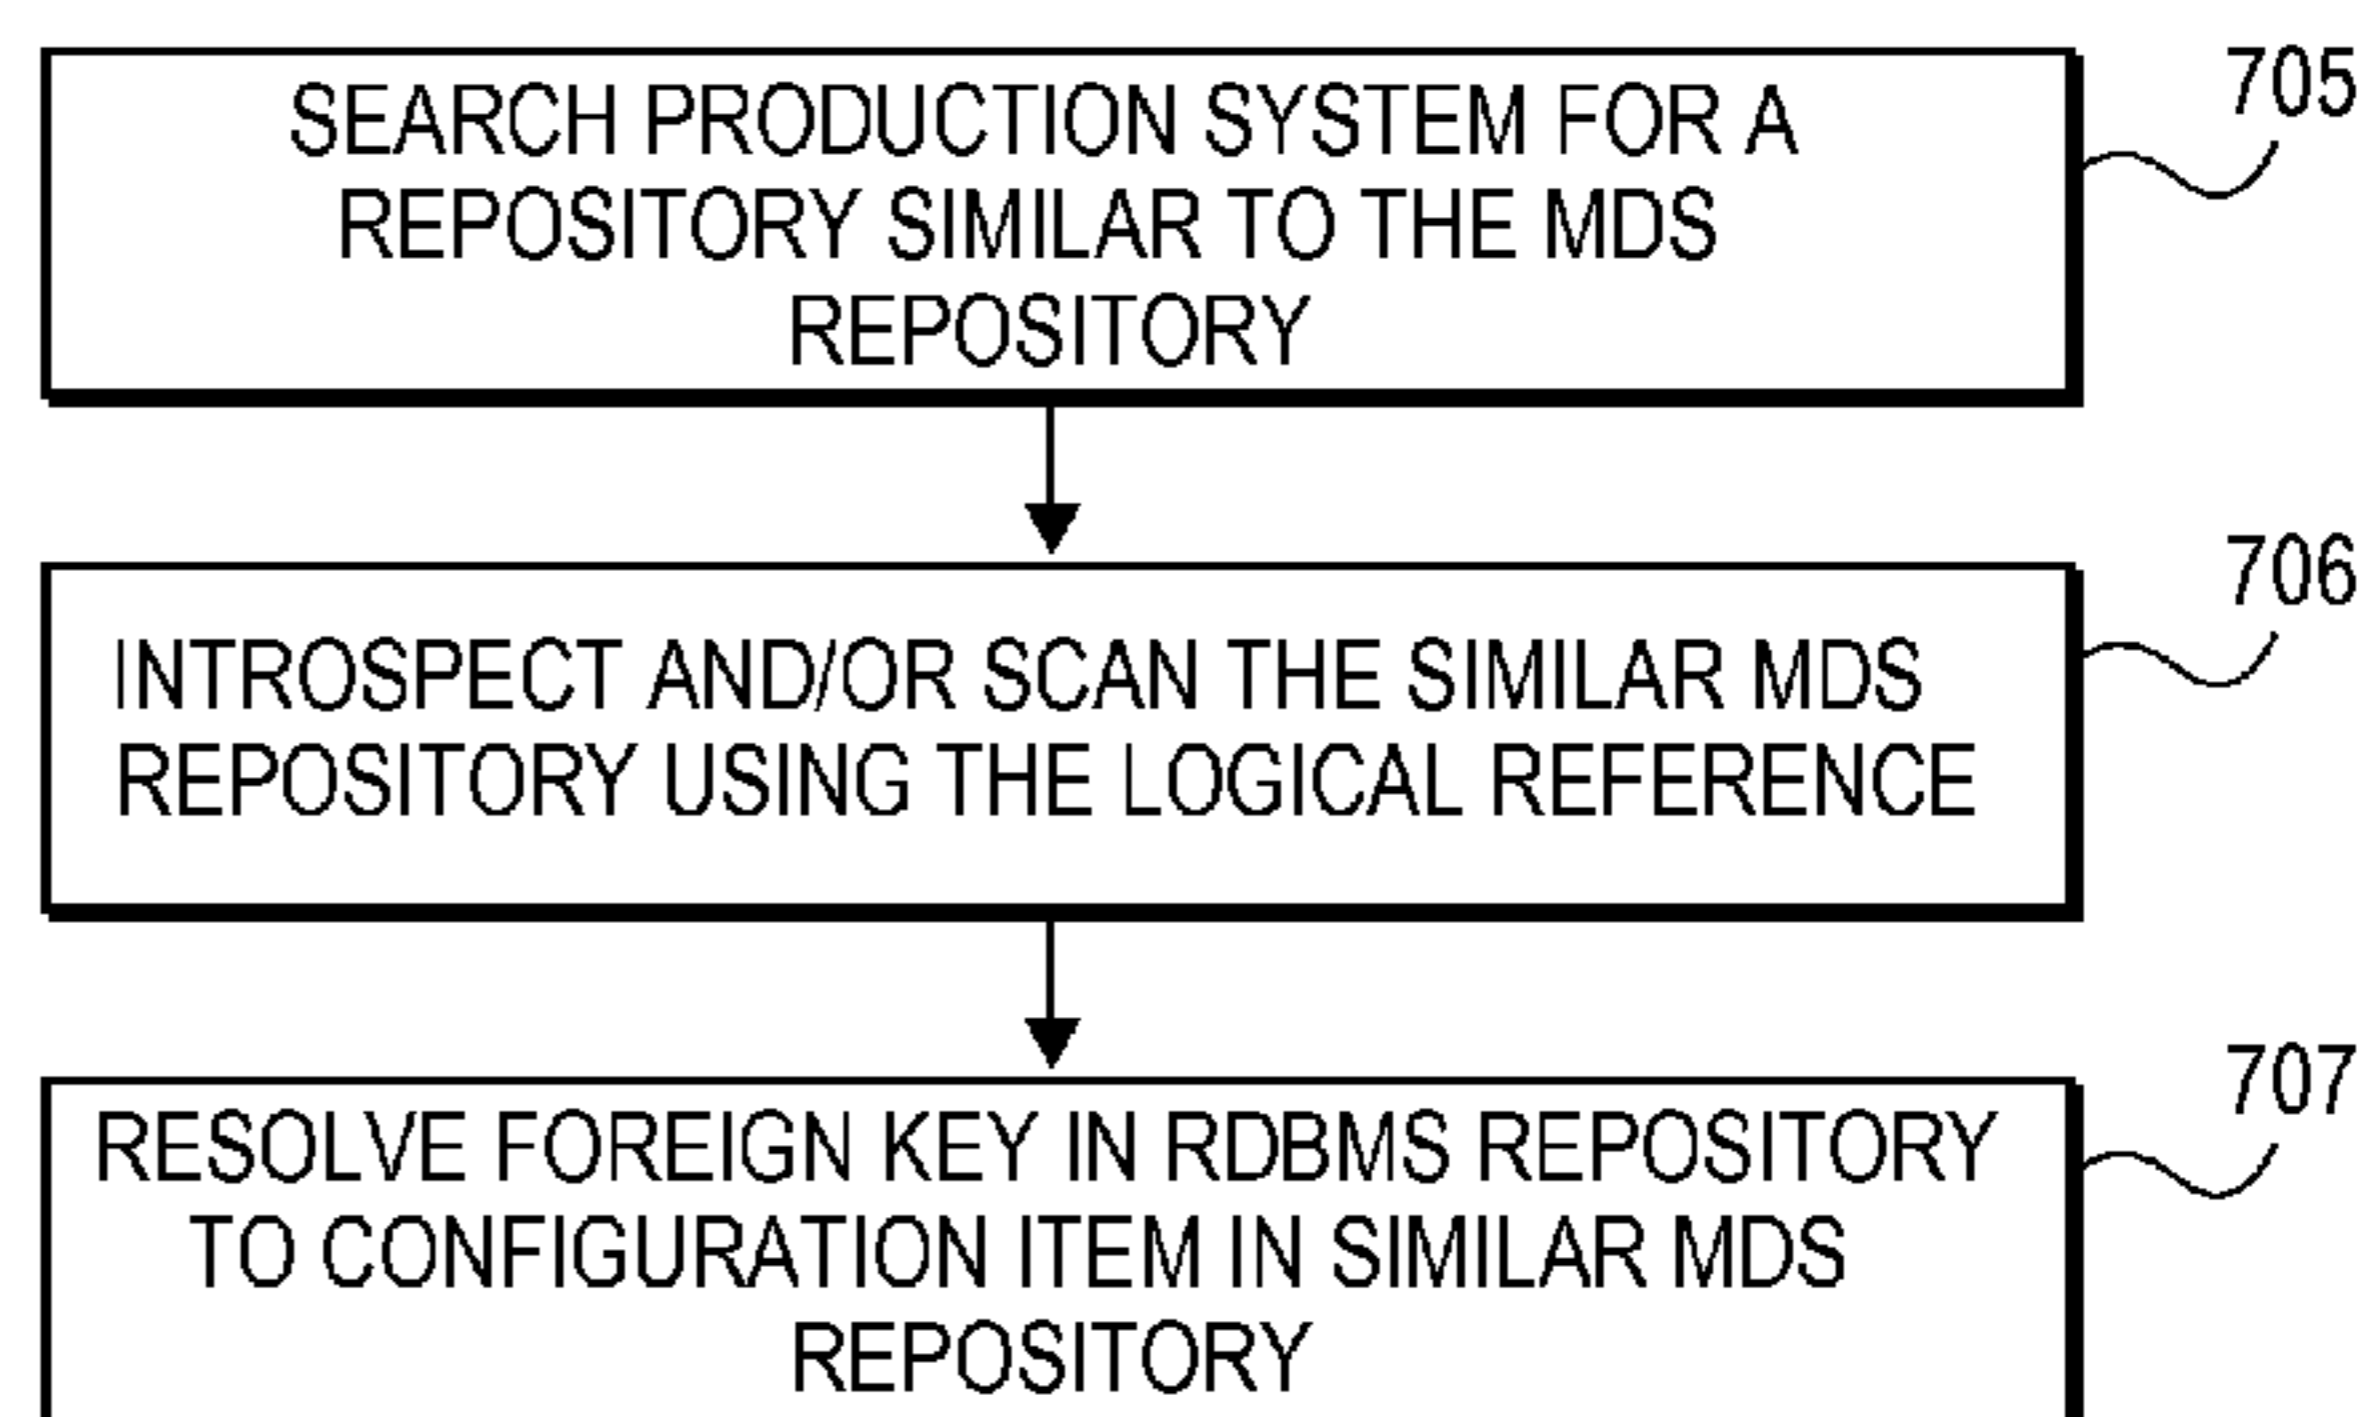 705
SEARCH PRODUCTION SYSTEM FOR A
REPOSITORY SIMILAR TO THE MDS
REPOSITORY
706
INTROSPECT AND/OR SCAN THE SIMILAR MDS
REPOSITORY USING THE LOGICAL REFERENCE
707
RESOLVE FOREIGN KEY IN RDBMS REPOSITORY
TO CONFIGURATION ITEM IN SIMILAR MDS
REPOSITORY